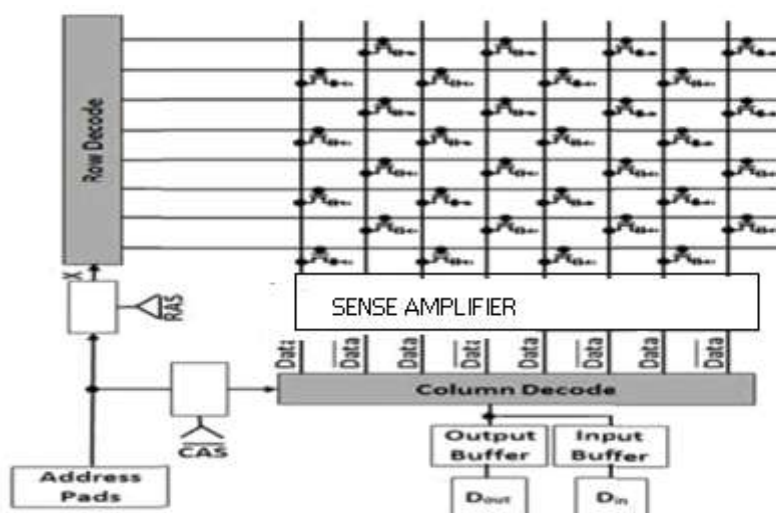 Row Decode
X
RAS
SENSE AMPLIFIER
Data
Data
Data
Data
Data
Data
Data
Data
Column Decode
CAS
Output
Buffer
Input
Buffer
Address
Pads
Dout
Din